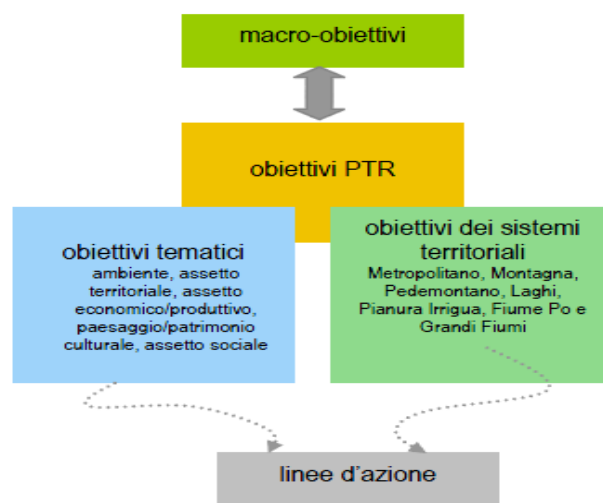 macro-obiettivi
obiettivi PTR
obiettivi tematici
ambiente, assetto
territoriale, assetto
economico/produttivo,
paesaggio/patrimonio
culturale, assetto sociale
obiettivi dei sistemi
territoriali
Metropolitano, Montagna,
Pedemontano, Laghi,
Pianura Irrigua, Fiume Po e
Grandi Fiumi
linee d'azione